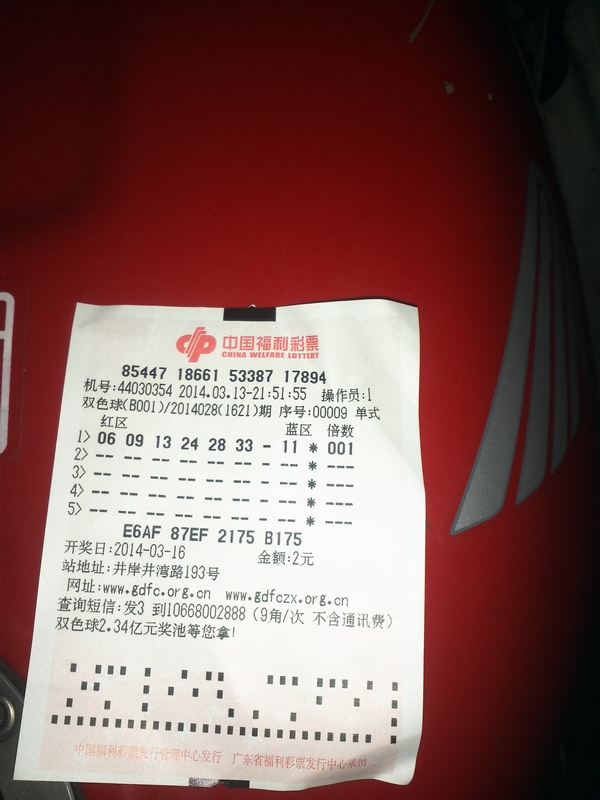 中国福利彩票
CHINA WELFARE LOTTERY
85447 18661 53387 17894
机号:44030354 2014.03.13-21:51:55 操作员:1
双色球(B001)/2014028(1621)期 序号:00009 单式
红区 蓝区 倍数
1> 06 09 13 24 28 33 - 11 * 001
2> -- -- -- -- -- -- -- * ---
3> -- -- -- -- -- -- -- * ---
4> -- -- -- -- -- -- -- * ---
5> -- -- -- -- -- -- -- * ---
E6AF 87EF 2175 B175
开奖日:2014-03-16 金额:2元
站地址:井岸井湾路193号
网址:www.gdfc.org.cn www.gdfczx.org.cn
查询短信:发3 到10668002888(9角/次 不含通讯费)
双色球2.34亿元奖池等您拿!
中国福利彩票发行管理中心发行 广东省福利彩票发行中心承销